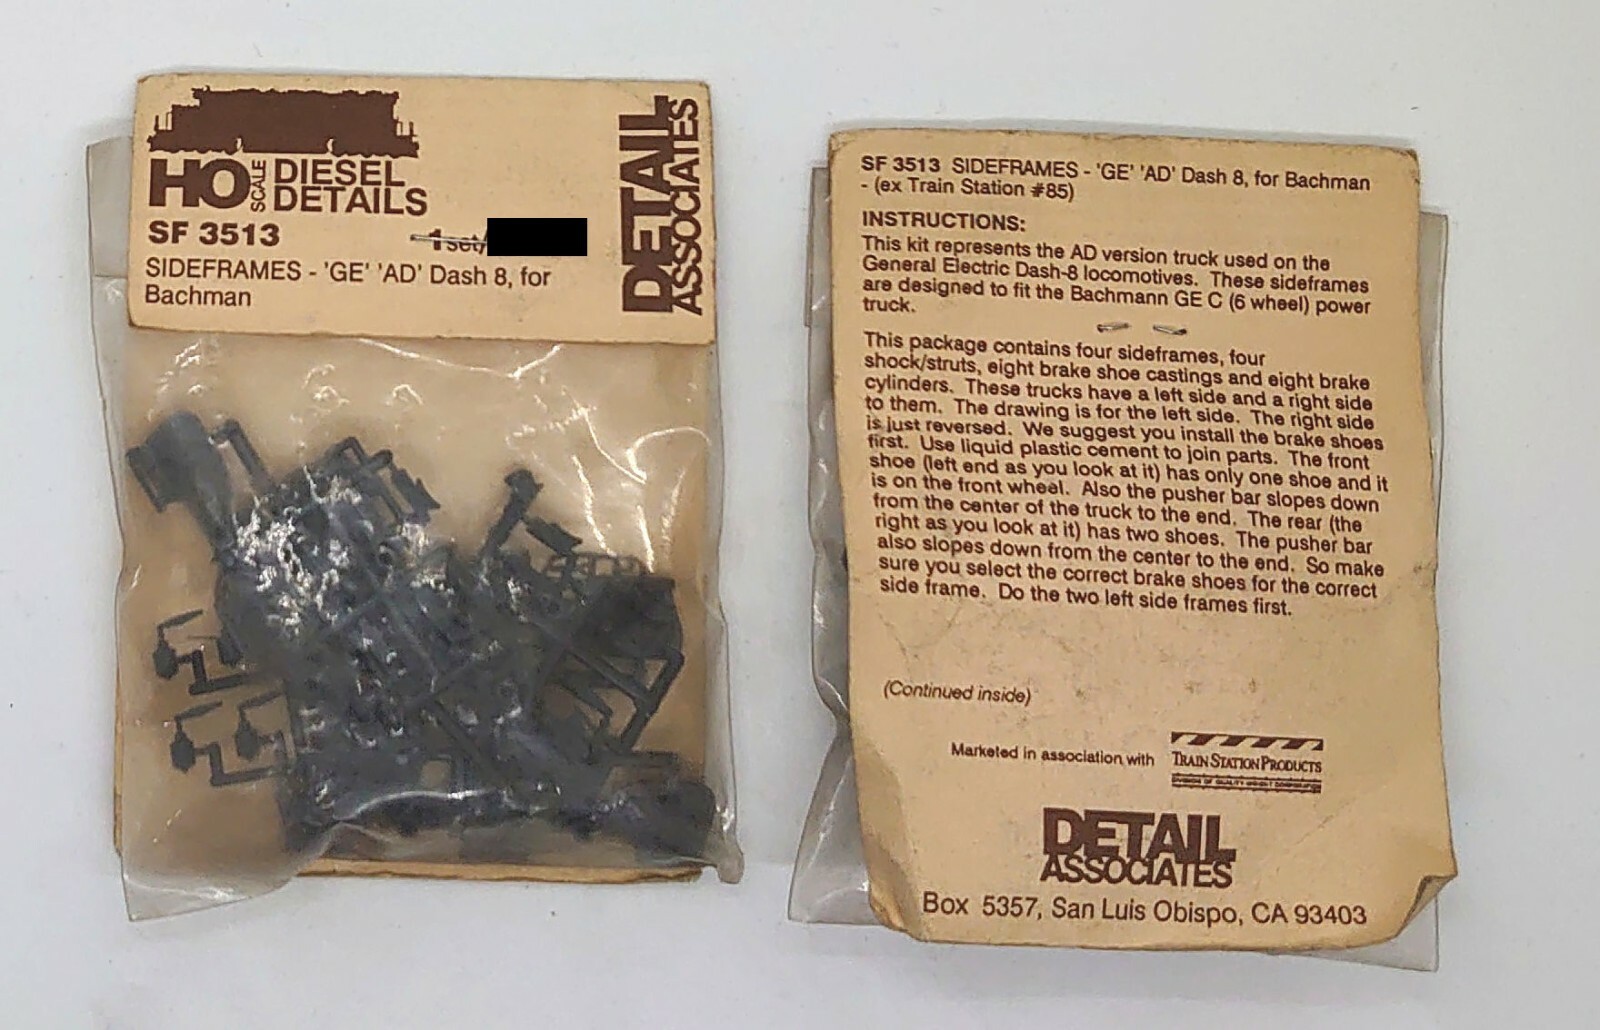 HO SCALE DIESEL DETAILS
DETAIL ASSOCIATES
SF 3513
1 set/
SIDEFRAMES - 'GE' 'AD' Dash 8, for
Bachman
SF 3513 SIDEFRAMES - 'GE' 'AD' Dash 8, for Bachman
- (ex Train Station #85)
INSTRUCTIONS:
This kit represents the AD version truck used on the
General Electric Dash-8 locomotives. These sideframes
are designed to fit the Bachmann GE C (6 wheel) power
truck.
This package contains four sideframes, four
shock/struts, eight brake shoe castings and eight brake
cylinders. These trucks have a left side and a right side
to them. The drawing is for the left side. The right side
is just reversed. We suggest you install the brake shoes
first. Use liquid plastic cement to join parts. The front
shoe (left end as you look at it) has only one shoe and it
is on the front wheel. Also the pusher bar slopes down
from the center of the truck to the end. The rear (the
right as you look at it) has two shoes. The pusher bar
also slopes down from the center to the end. So make
sure you select the correct brake shoes for the correct
side frame. Do the two left side frames first.
(Continued inside)
Marketed in association with
TRAIN STATION PRODUCTS
DETAIL
ASSOCIATES
Box 5357, San Luis Obispo, CA 93403